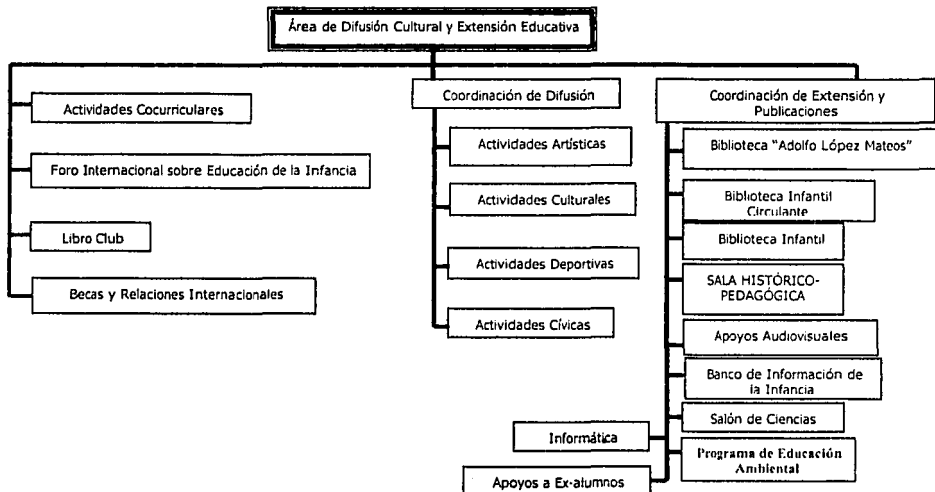 Área de Difusión Cultural y Extensión Educativa
Actividades Cocurriculares
Foro Internacional sobre Educación de la Infancia
Libro Club
Becas y Relaciones Internacionales
Coordinación de Difusión
Actividades Artísticas
Actividades Culturales
Actividades Deportivas
Actividades Cívicas
Coordinación de Extensión y
Publicaciones
Biblioteca "Adolfo López Mateos"
Biblioteca Infantil
Circulante
Biblioteca Infantil
SALA HISTÓRICO-
PEDAGÓGICA
Apoyos Audiovisuales
Banco de Información de
la Infancia
Salón de Ciencias
Informática
Programa de Educación
Ambiental
Apoyos a Ex-alumnos